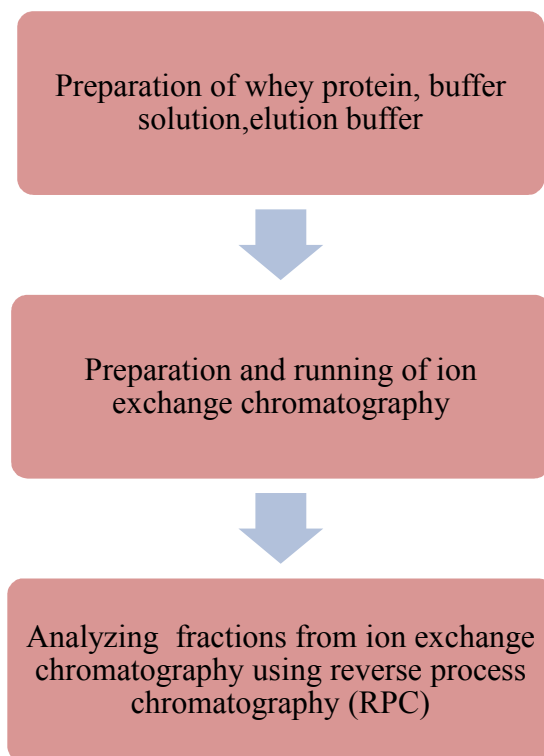 Preparation of whey protein, buffer
solution,elution buffer
Preparation and running of ion
exchange chromatography
Analyzing  fractions from ion exchange
chromatography using reverse process
chromatography (RPC)